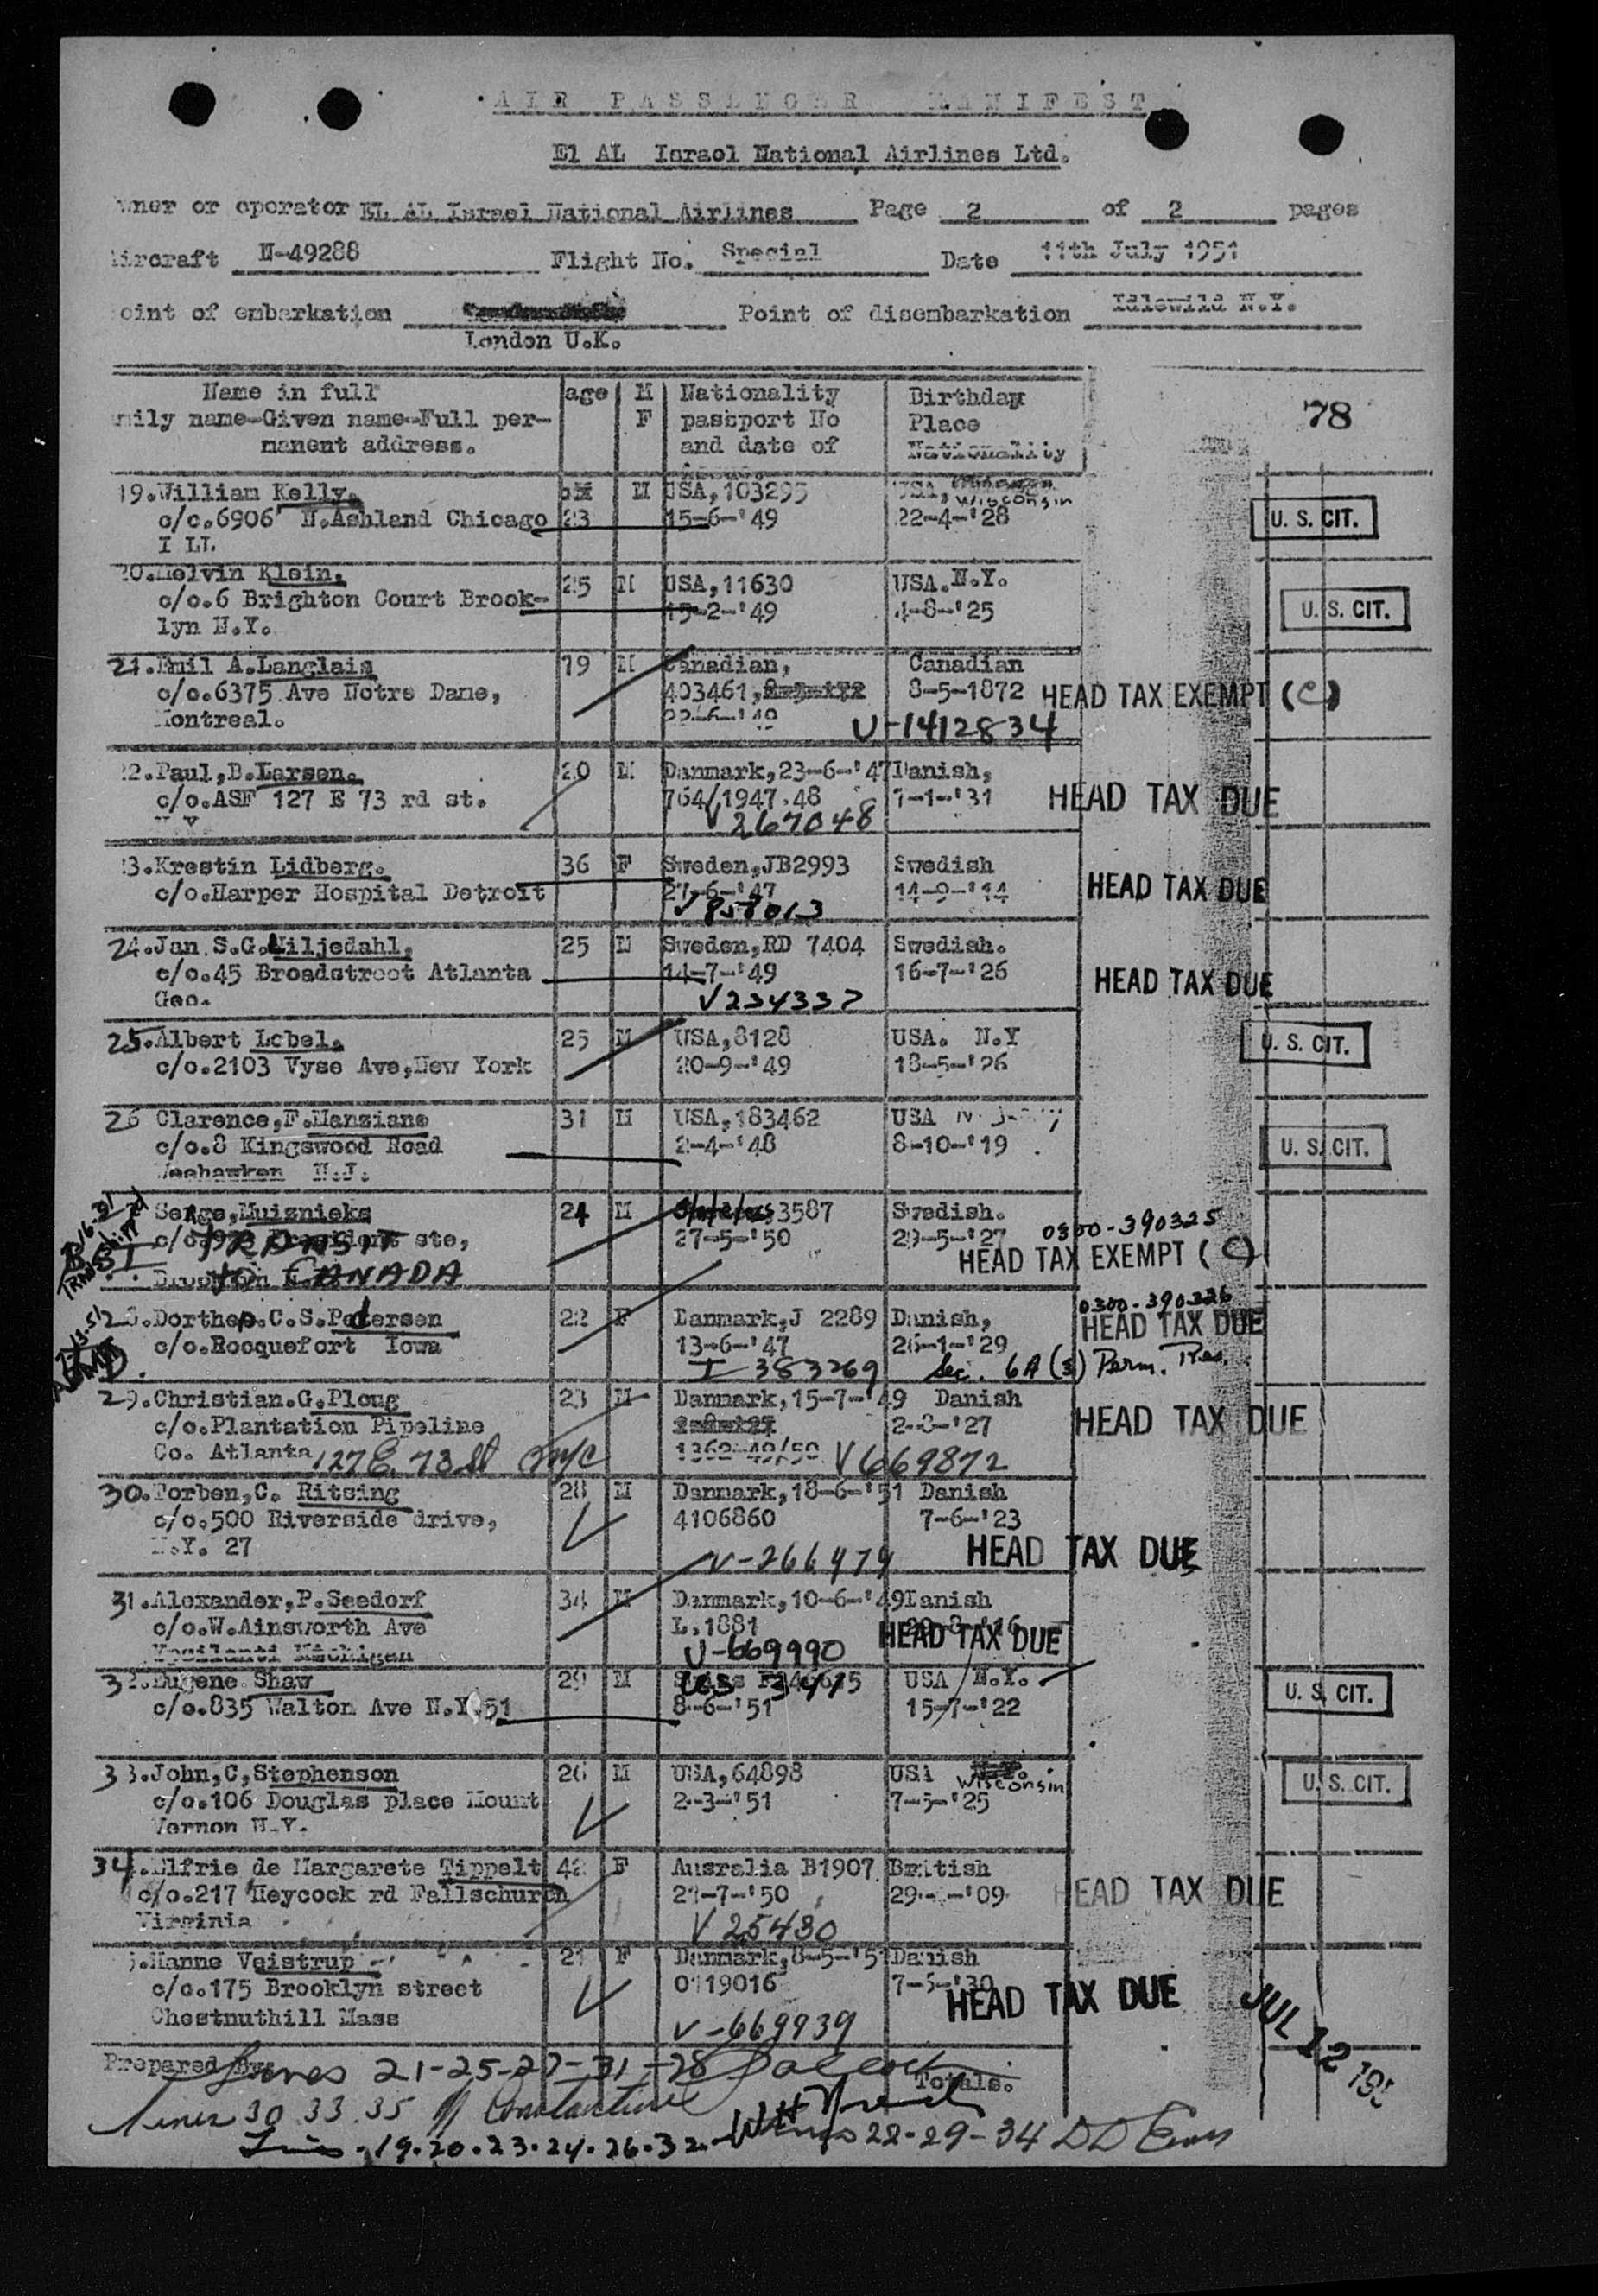 AIR PASSENGER MANIFEST
El AL Israel National Airlines Ltd.
wner or operator EL AL Israel National Airlines Page 2 of 2 pages
ircraft N-49288 Flight No. Special Date 11th July 1951
oint of embarkation Point of disembarkation Idlewild N.Y.
London U.K.
Name in full age M Nationality Birthday
mily name-Given name-Full per- F passport No Place
manent address. and date of Nationality
78
19.William Kelly. M USA,103295 USA, Wisconsin
c/c.6906 N.Ashland Chicago 23 15-6-'49 22-4-'28 U. S. CIT.
I LL
20.Melvin Klein, 25 M USA,11630 USA. N.Y.
c/o.6 Brighton Court Brook- 15-2-'49 4-8-'25 U. S. CIT.
lyn N.Y.
21.Emil A.Langlais 79 M Canadian, Canadian
c/o.6375 Ave Notre Dane, 403461, 8-5-1872 HEAD TAX EXEMPT (C)
Montreal. 22-6-'49 V-1412834
22.Paul,B.Larsen. 20 M Danmark,23-6-'47 Danish,
c/o.ASF 127 E 73 rd st. 764/1947.48 7-1-'31 HEAD TAX DUE
N.Y. V 267048
23.Krestin Lidberg. 36 F Sweden,JB2993 Swedish
c/o.Harper Hospital Detroit 27-6-'47 14-9-'14 HEAD TAX DUE
V 858013
24.Jan S.G. Wiljedahl, 25 M Sweden,RD 7404 Swedish.
c/o.45 Broadstreet Atlanta 14-7-'49 16-7-'26 HEAD TAX DUE
Geo. V234337
25.Albert Lobel. 25 M USA,8128 USA. N.Y
c/o.2103 Vyse Ave,New York 20-9-'49 18-5-'26 U. S. CIT.
26 Clarence,F.Manziano 31 M USA,183462 USA
c/o.8 Kingswood Road 2-4-'48 8-10-'19 U. S. CIT.
Weehawken N.J.
Serge,Muiznieks 24 M 3587 Swedish. 0300-390325
c/o. ste, 27-5-'50 29-5-'27 HEAD TAX EXEMPT (C)
TRANSIT
TO CANADA
28.Dorthe.C.S.Pedersen 22 F Danmark,J 2289 Danish, 0300-390326
c/o.Rocquefort Iowa 13-6-'47 26-1-'29 HEAD TAX DUE
I 383269 Sec. 6A (3) Perm. Res.
29.Christian.G.Ploug 23 M Danmark,15-7-'49 Danish
c/o.Plantation Pipeline 2-8-'27 HEAD TAX DUE
Co. Atlanta 127 E. 73 St NYC 1362-49/50 V669872
30.Torben,C. Ritsing 28 M Danmark,18-6-'51 Danish
c/o.500 Riverside drive, 4106860 7-6-'23
N.Y. 27 V-266979 HEAD TAX DUE
31.Alexander,P.Seedorf 34 M Danmark,10-6-'49 Danish
c/o.W.Ainsworth Ave L.1881 29-8-'16
Ypsilanti Michigan V-669990 HEAD TAX DUE
32.Eugene Shaw 29 M USA N.Y.
c/o.835 Walton Ave N.Y.51 8-6-'51 15-7-'22 U. S. CIT.
33.John,C,Stephenson 26 M USA,64898 USA Wisconsin
c/o.106 Douglas place Mount 2-3-'51 7-5-'25 U. S. CIT.
Vernon N.Y.
34.Elfrie de Margarete Tippelt 42 F Ausralia B1907 British
c/o.217 Heycock rd Fallschurch 27-7-'50 '09 HEAD TAX DUE
Virginia V 25430
.Hanne Veistrup 21 F Danmark,8-5-'51 Danish
c/o.175 Brooklyn street 0119016 7-5-'30
Chestnuthill Mass V-669939 HEAD TAX DUE
JUL 12 195
Prepared By. Lines 21-25-27-31-28 Totals.
Lines 30 33 35
Lines 19.20.23.24.26.32. Lines 22-29-34